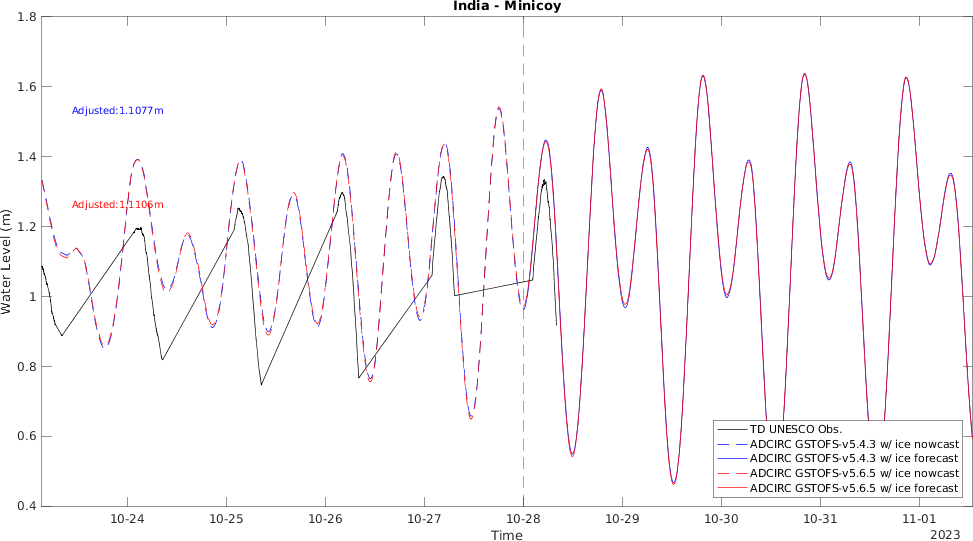 India - Minicoy
1.8
1.6
1.4
1.2
1
0.8
0.6
0.4
Water Level (m)
Adjusted:1.1077m
Adjusted:1.1106m
TD UNESCO Obs.
ADCIRC GSTOFS-v5.4.3 w/ ice nowcast
ADCIRC GSTOFS-v5.4.3 w/ ice forecast
ADCIRC GSTOFS-v5.6.5 w/ ice nowcast
ADCIRC GSTOFS-v5.6.5 w/ ice forecast
10-24 10-25 10-26 10-27 10-28 10-29 10-30 10-31 11-01
Time
2023